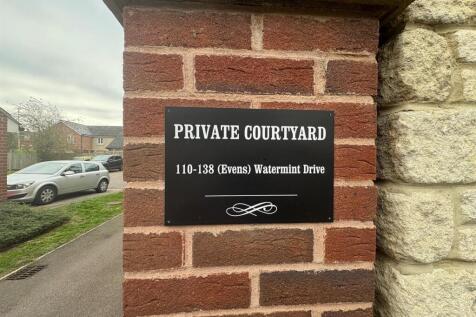 PRIVATE COURTYARD
110-138 (Evens) Watermint Drive